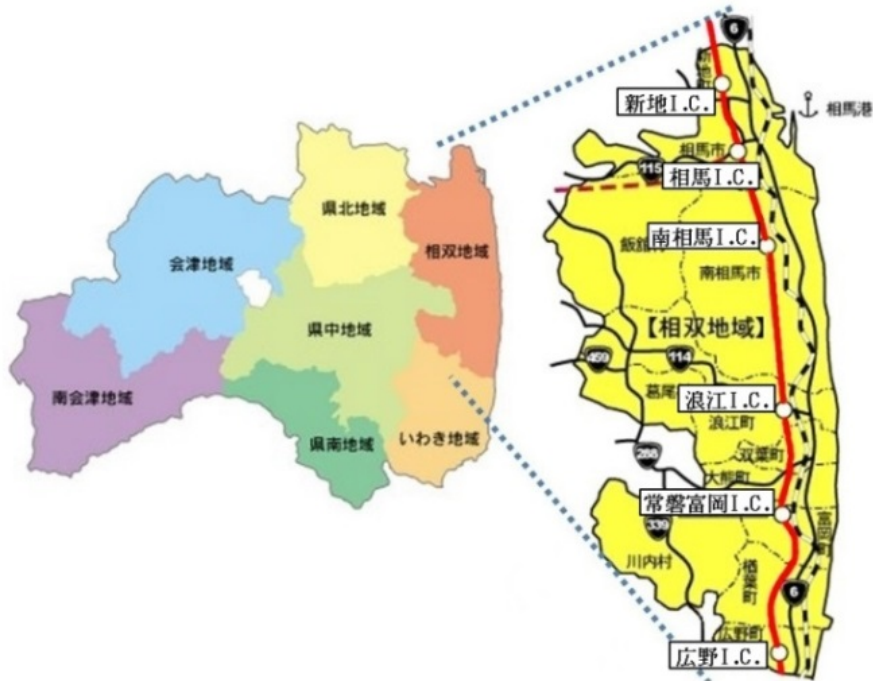 県北地域
会津地域
相双地域
県中地域
南会津地域
県南地域
いわき地域
6
新地町
新地I.C.
相馬港
相馬市
115
相馬I.C.
飯舘
南相馬I.C.
南相馬市
【相双地域】
459
114
葛尾
浪江I.C.
浪江町
双葉町
288
大熊町
常磐富岡I.C.
富岡町
川内村
楢葉町
6
広野町
広野I.C.